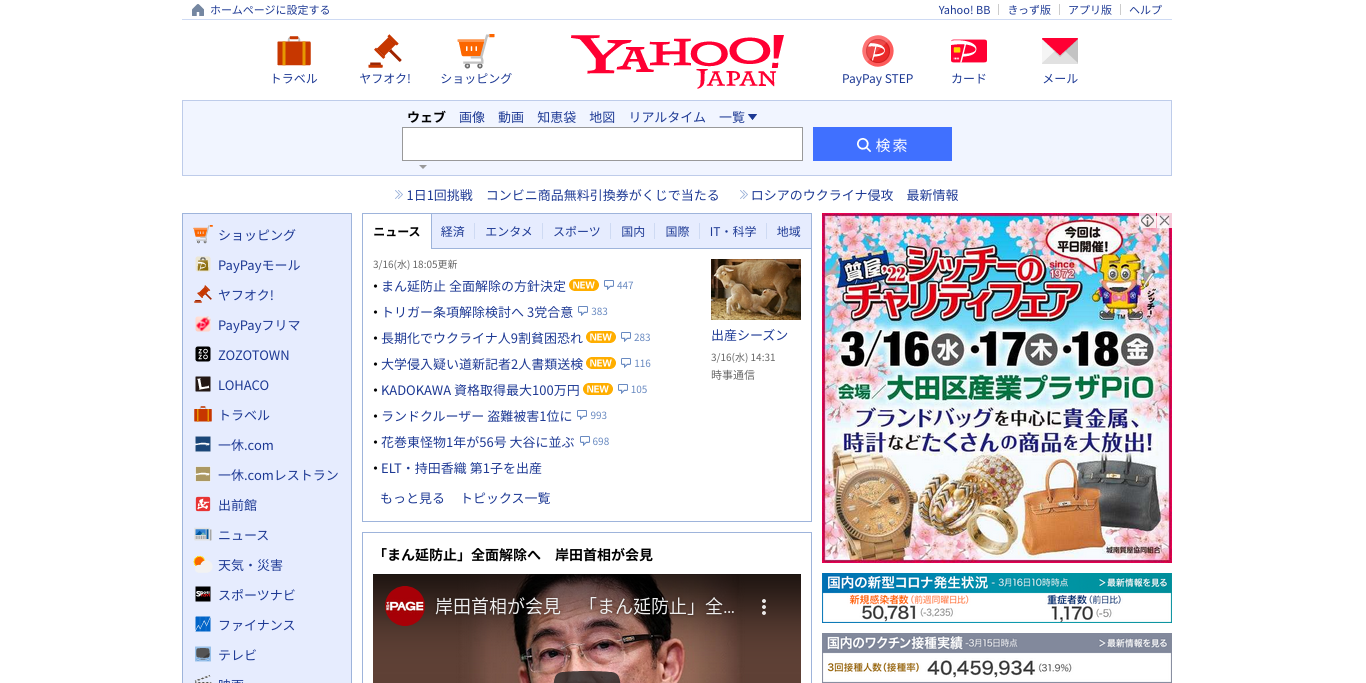 ホームページに設定する
Yahoo! BB きっず版 アプリ版 ヘルプ
トラベル
ヤフオク!
ショッピング
YAHOO!
JAPAN
PayPay STEP
カード
メール
ウェブ 画像 動画 知恵袋 地図 リアルタイム 一覧
検索
1日1回挑戦 コンビニ商品無料引換券がくじで当たる
ロシアのウクライナ侵攻 最新情報
ショッピング
PayPayモール
ヤフオク!
PayPayフリマ
ZOZOTOWN
LOHACO
トラベル
一休.com
一休.comレストラン
出前館
ニュース
天気・災害
スポーツナビ
ファイナンス
テレビ
映画
ニュース 経済 エンタメ スポーツ 国内 国際 IT・科学 地域
3/16(水) 18:05更新
まん延防止 全面解除の方針決定 NEW 447
トリガー条項解除検討へ 3党合意 383
長期化でウクライナ人9割貧困恐れ NEW 283
大学侵入疑い道新記者2人書類送検 NEW 116
KADOKAWA 資格取得最大100万円 NEW 105
ランドクルーザー 盗難被害1位に 993
花巻東怪物1年が56号 大谷に並ぶ 698
ELT・持田香織 第1子を出産
もっと見る トピックス一覧
出産シーズン
3/16(水) 14:31
時事通信
「まん延防止」全面解除へ 岸田首相が会見
THE PAGE
岸田首相が会見 「まん延防止」全...
今回は
平日開催!
since
1972
質屋 '22 シッチーの
チャリティフェア
シッチー
3/16水・17木・18金
会場/大田区産業プラザPiO
ブランドバッグを中心に貴金属、
時計などたくさんの商品を大放出!
城南質屋協同組合
国内の新型コロナ発生状況 - 3月16日10時時点 >最新情報を見る
新規感染者数 (前週同曜日比)
50,781 (-3,235)
重症者数 (前日比)
1,170 (-5)
国内のワクチン接種実績 -3月15日時点 >最新情報を見る
3回接種人数(接種率) 40,459,934 (31.9%)